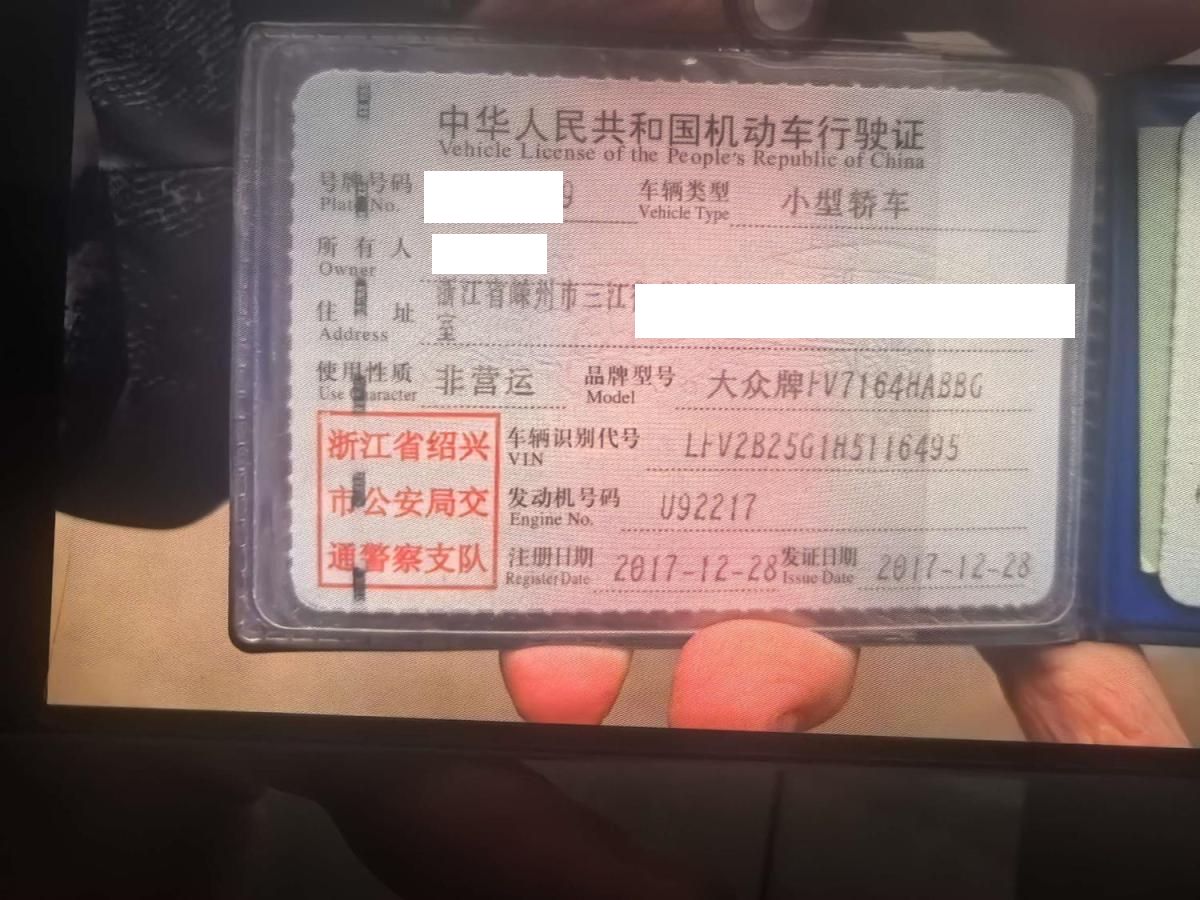 中华人民共和国机动车行驶证
Vehicle License of the People's Republic of China
号牌号码 9 车辆类型 小型轿车
Plate No. Vehicle Type
所有人
Owner
住址 浙江省嵊州市三江
室
Address
使用性质 非营运 品牌型号 大众牌FV7164HABBG
Use Character Model
浙江省绍兴
市公安局交
通警察支队
车辆识别代号 LFV2B25G1H5116495
VIN
发动机号码 U92217
Engine No.
注册日期 2017-12-28 发证日期 2017-12-28
Register Date Issue Date